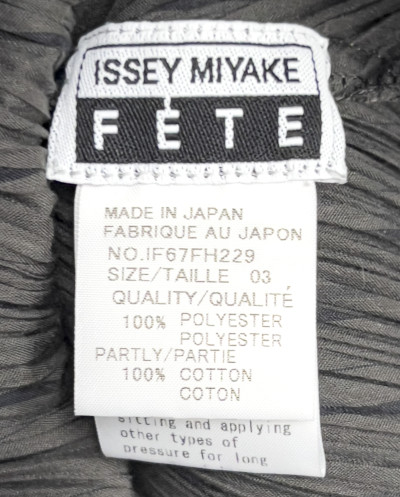 ISSEY MIYAKE
FÉTE
MADE IN JAPAN
FABRIQUE AU JAPON
NO.IF67FH229
SIZE/TAILLE 03
QUALITY/QUALITÉ
100% POLYESTER
POLYESTER
PARTLY/PARTIE
100% COTTON
COTON
sitting and applying
other types of
pressure for long